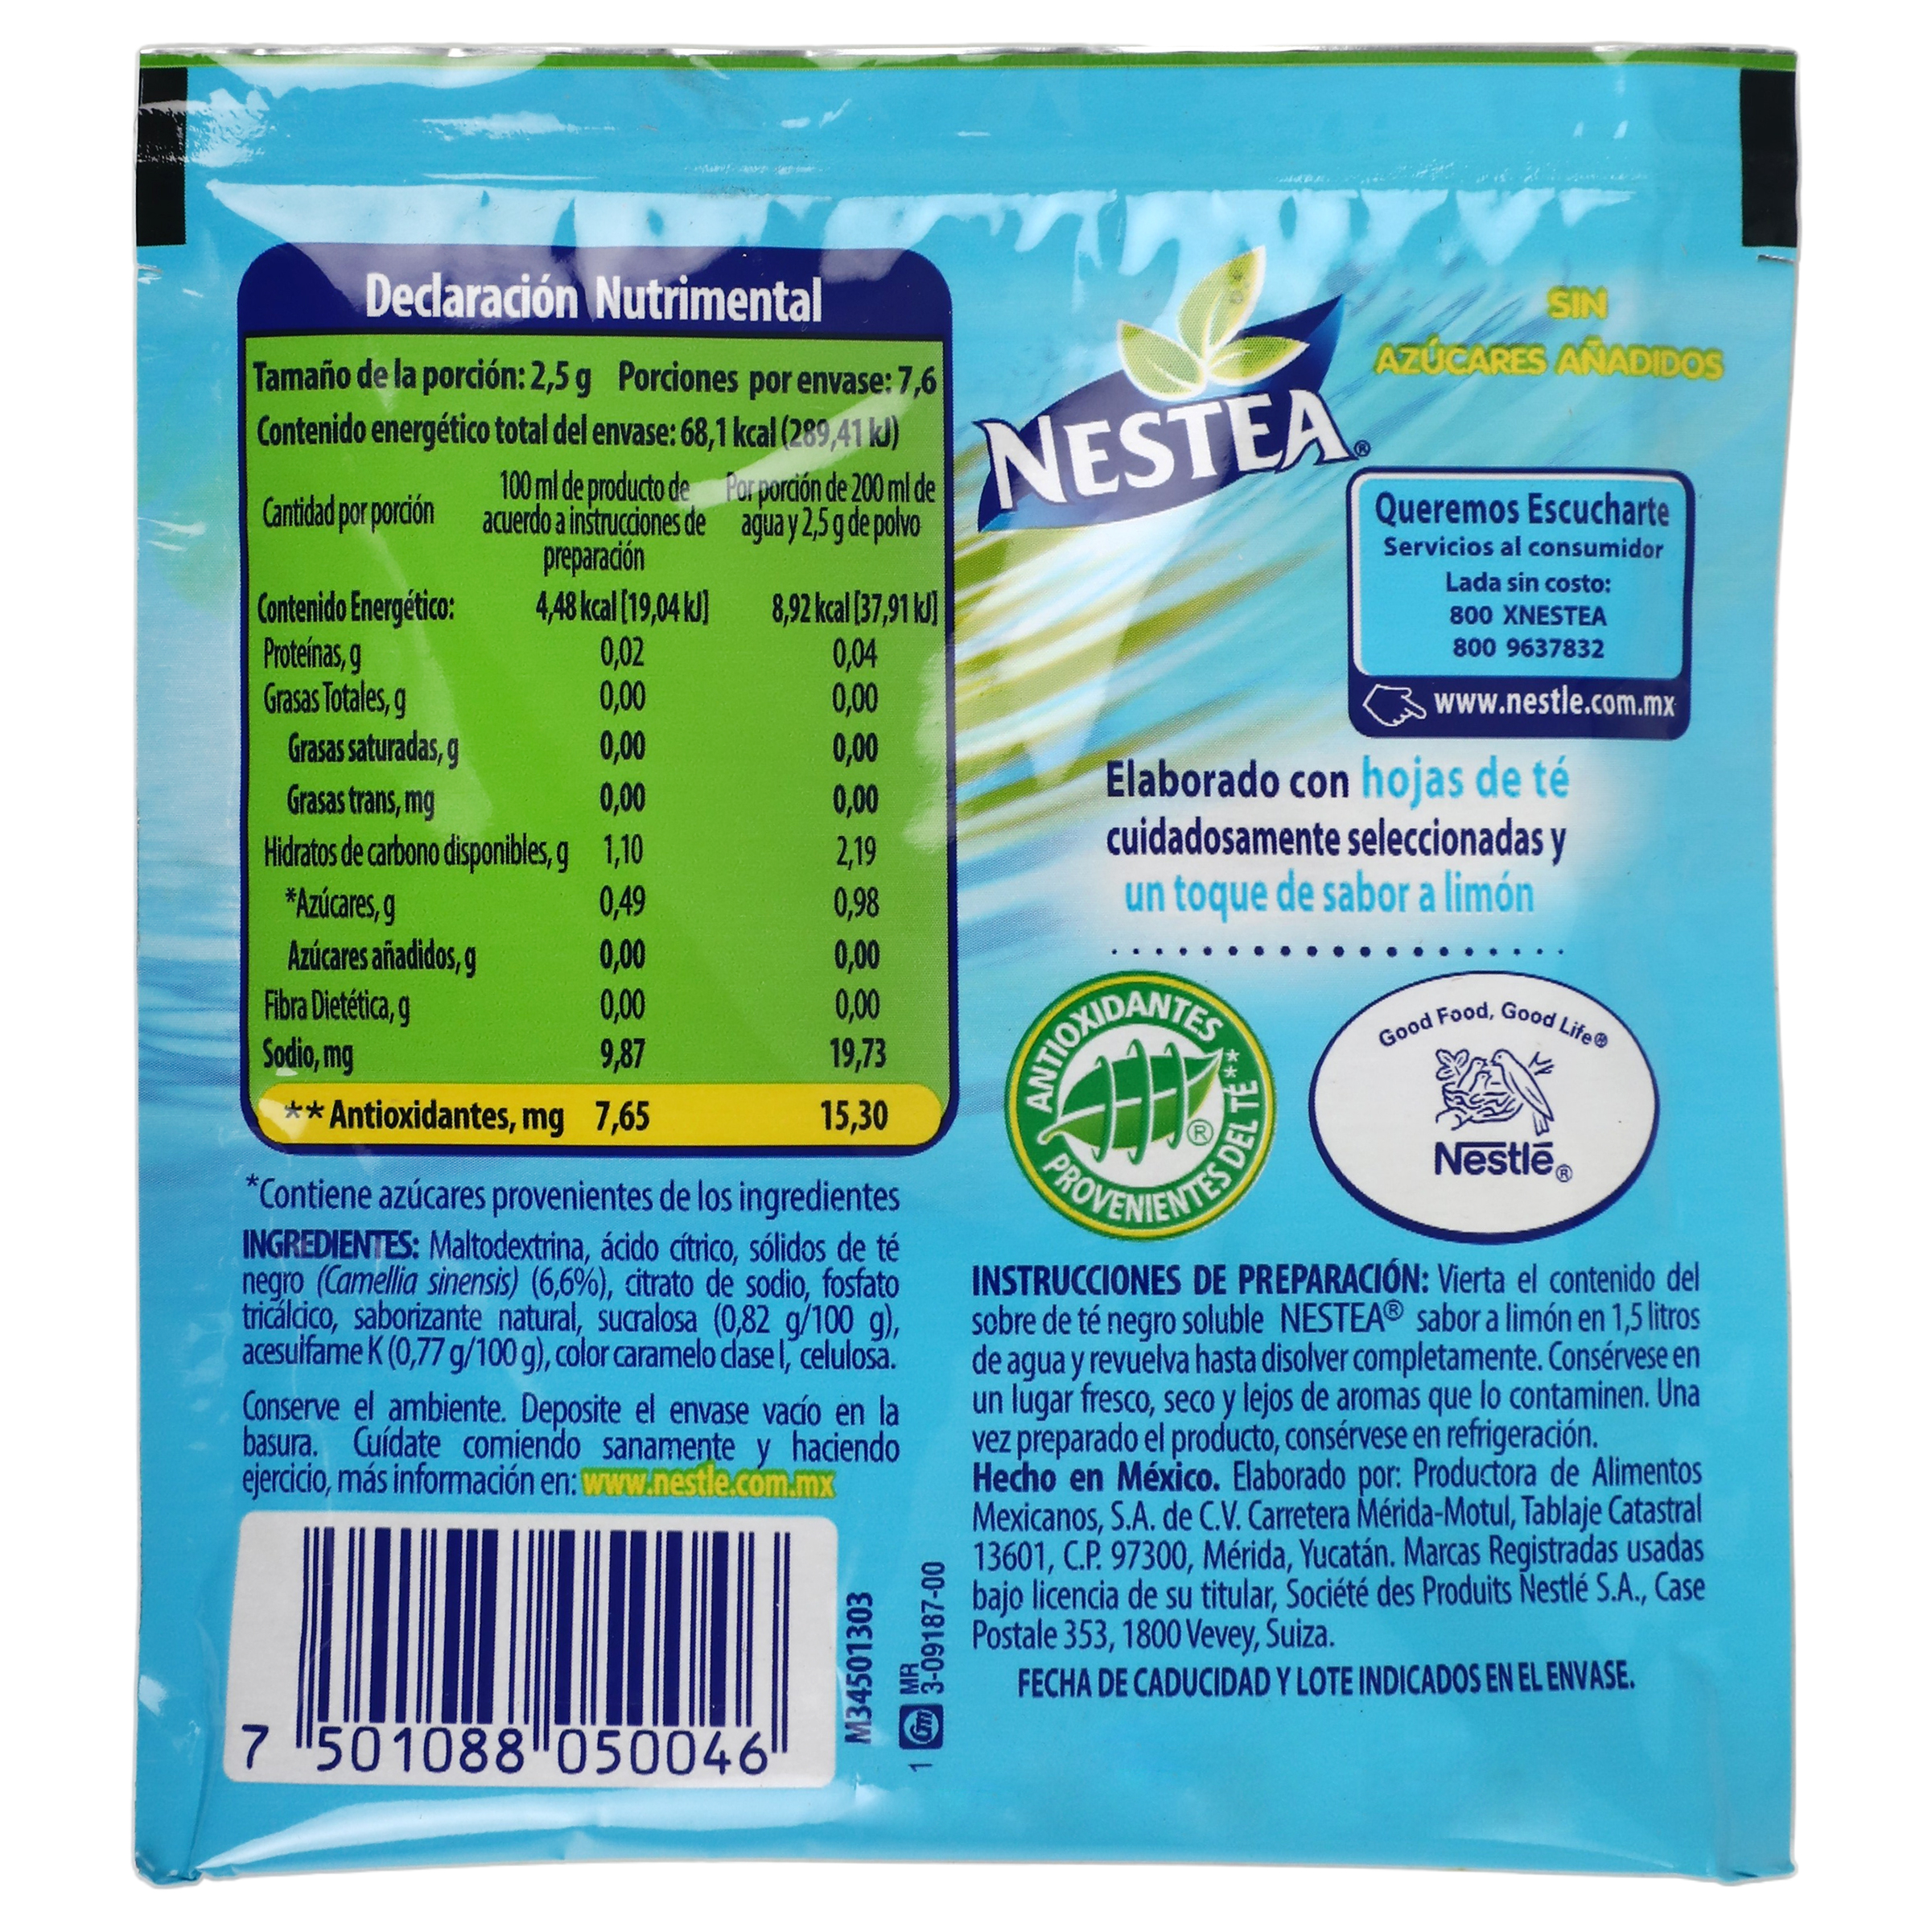 Declaración Nutrimental
Tamaño de la porción: 2,5 g Porciones por envase: 7,6
Contenido energético total del envase: 68,1 kcal (289,41 kJ)
Cantidad por porción
100 ml de producto de
acuerdo a instrucciones de
preparación
Por porción de 200 ml de
agua y 2,5 g de polvo
Contenido Energético: 4,48 kcal [19,04 kJ] 8,92 kcal [37,91 kJ]
Proteínas, g 0,02 0,04
Grasas Totales, g 0,00 0,00
Grasas saturadas, g 0,00 0,00
Grasas trans, mg 0,00 0,00
Hidratos de carbono disponibles, g 1,10 2,19
*Azúcares, g 0,49 0,98
Azúcares añadidos, g 0,00 0,00
Fibra Dietética, g 0,00 0,00
Sodio, mg 9,87 19,73
**Antioxidantes, mg 7,65 15,30
*Contiene azúcares provenientes de los ingredientes
INGREDIENTES: Maltodextrina, ácido cítrico, sólidos de té
negro (Camellia sinensis) (6,6%), citrato de sodio, fosfato
tricálcico, saborizante natural, sucralosa (0,82 g/100 g),
acesulfame K (0,77 g/100 g), color caramelo clase I, celulosa.
Conserve el ambiente. Deposite el envase vacío en la
basura. Cuídate comiendo sanamente y haciendo
ejercicio, más información en: www.nestle.com.mx
7 501088 050046
M34501303
1 Gm MR
3-09187-00
NESTEA®
SIN
AZÚCARES AÑADIDOS
Queremos Escucharte
Servicios al consumidor
Lada sin costo:
800 XNESTEA
800 9637832
www.nestle.com.mx
Elaborado con hojas de té
cuidadosamente seleccionadas y
un toque de sabor a limón
ANTIOXIDANTES
PROVENIENTES DEL TÉ**
®
Good Food, Good Life®
Nestlé®
INSTRUCCIONES DE PREPARACIÓN: Vierta el contenido del
sobre de té negro soluble NESTEA® sabor a limón en 1,5 litros
de agua y revuelva hasta disolver completamente. Consérvese en
un lugar fresco, seco y lejos de aromas que lo contaminen. Una
vez preparado el producto, consérvese en refrigeración.
Hecho en México. Elaborado por: Productora de Alimentos
Mexicanos, S.A. de C.V. Carretera Mérida-Motul, Tablaje Catastral
13601, C.P. 97300, Mérida, Yucatán. Marcas Registradas usadas
bajo licencia de su titular, Société des Produits Nestlé S.A., Case
Postale 353, 1800 Vevey, Suiza.
FECHA DE CADUCIDAD Y LOTE INDICADOS EN EL ENVASE.